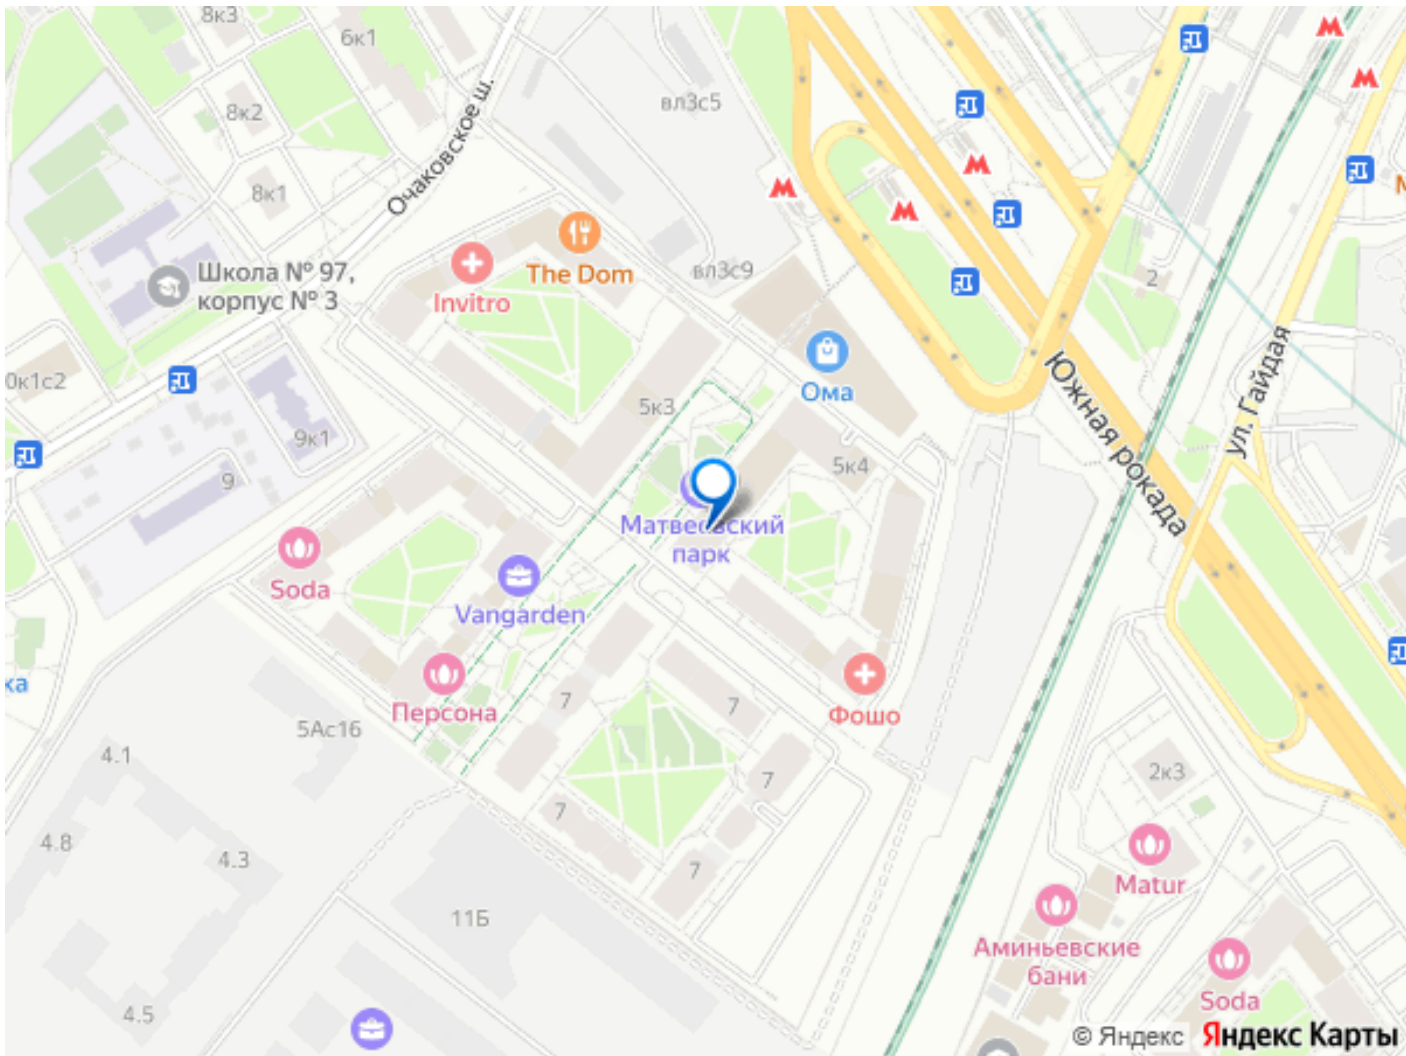 8к3
6к1
вл3с5
8к2
Очаковское ш.
8к1
Школа № 97,
корпус № 3
The Dom
Invitro
вл3с9
2
0к1с2
Ома
Южная рокада
ул. Гайдая
5к3
9к1
5к4
9
Матвеевский
парк
Soda
Vangarden
ка
Персона
7
7
Фошо
5Ас16
4.1
2к3
7
7
4.8
4.3
7
Matur
11Б
Аминьевские
бани
Soda
4.5
© Яндекс Яндекс Карты